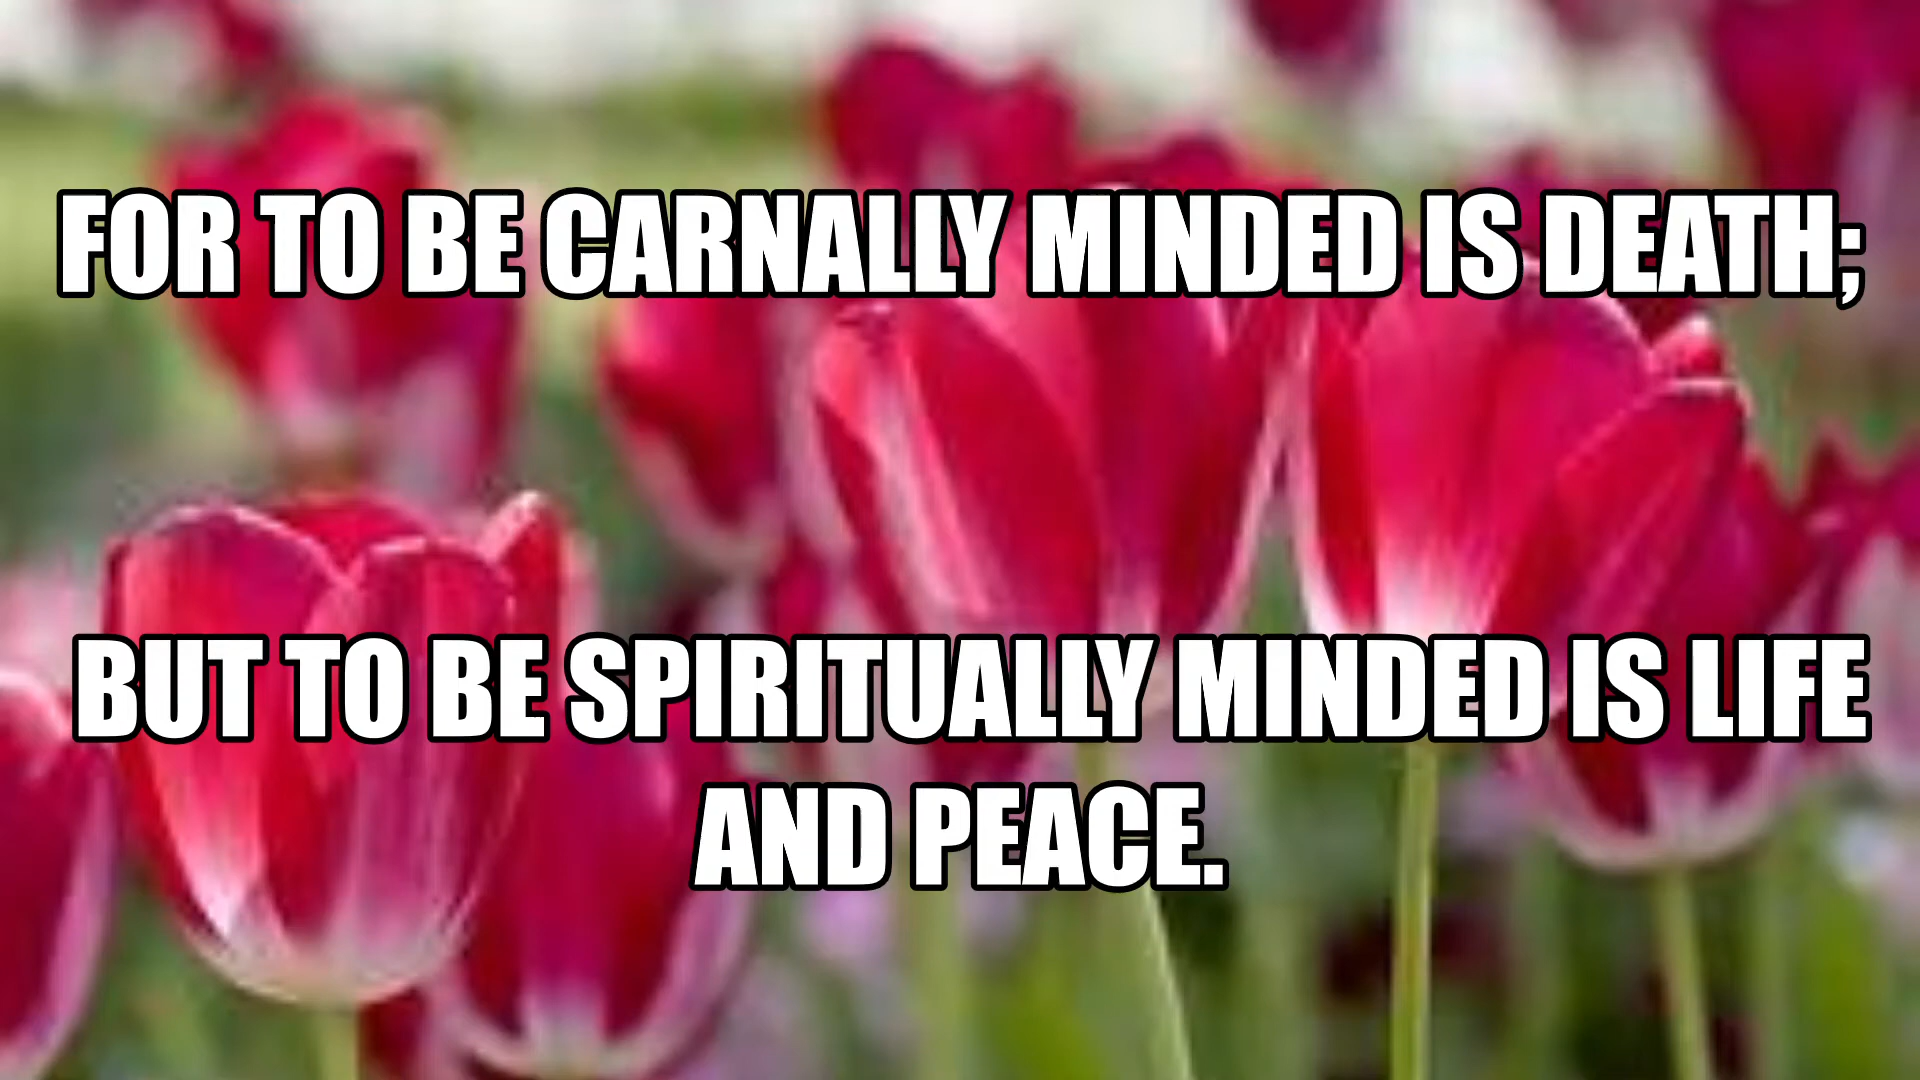 FOR TO BE CARNALLY MINDED IS DEATH;
BUT TO BE SPIRITUALLY MINDED IS LIFE
AND PEACE.